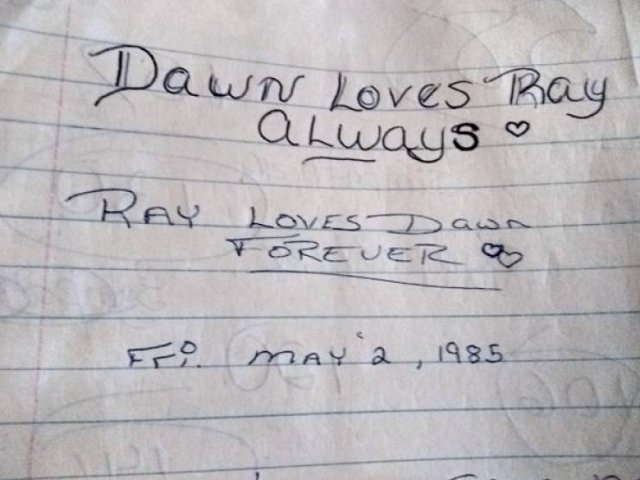 Dawn Loves Ray
ALWays ♡
RAY LOVES Dawn
FOREVER ♡♡
Fri. MAY 2, 1985